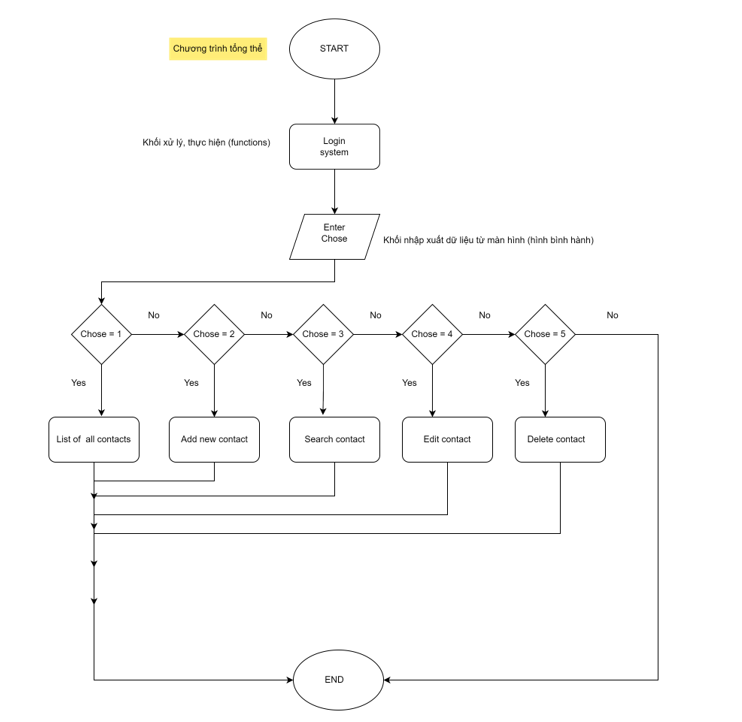 Chương trình tổng thể
START
Khối xử lý, thực hiện (functions)
Login
system
Enter
Chose
Khối nhập xuất dữ liệu từ màn hình (hình bình hành)
No
No
No
No
No
Chose = 1
Chose = 2
Chose = 3
Chose = 4
Chose = 5
Yes
Yes
Yes
Yes
Yes
List of all contacts
Add new contact
Search contact
Edit contact
Delete contact
END